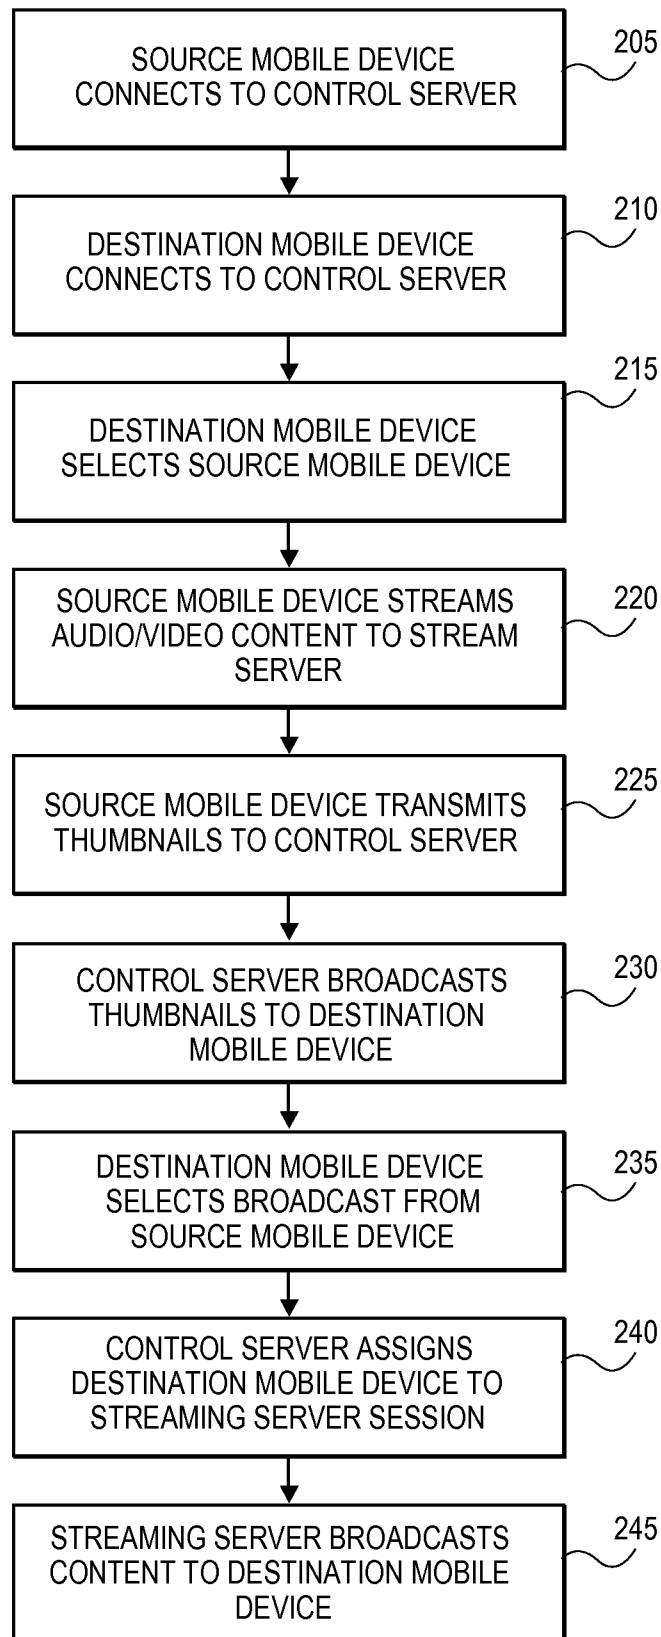 SOURCE MOBILE DEVICE
CONNECTS TO CONTROL SERVER
205
DESTINATION MOBILE DEVICE
CONNECTS TO CONTROL SERVER
210
DESTINATION MOBILE DEVICE
SELECTS SOURCE MOBILE DEVICE
215
SOURCE MOBILE DEVICE STREAMS
AUDIO/VIDEO CONTENT TO STREAM
SERVER
220
SOURCE MOBILE DEVICE TRANSMITS
THUMBNAILS TO CONTROL SERVER
225
CONTROL SERVER BROADCASTS
THUMBNAILS TO DESTINATION
MOBILE DEVICE
230
DESTINATION MOBILE DEVICE
SELECTS BROADCAST FROM
SOURCE MOBILE DEVICE
235
CONTROL SERVER ASSIGNS
DESTINATION MOBILE DEVICE TO
STREAMING SERVER SESSION
240
STREAMING SERVER BROADCASTS
CONTENT TO DESTINATION MOBILE
DEVICE
245